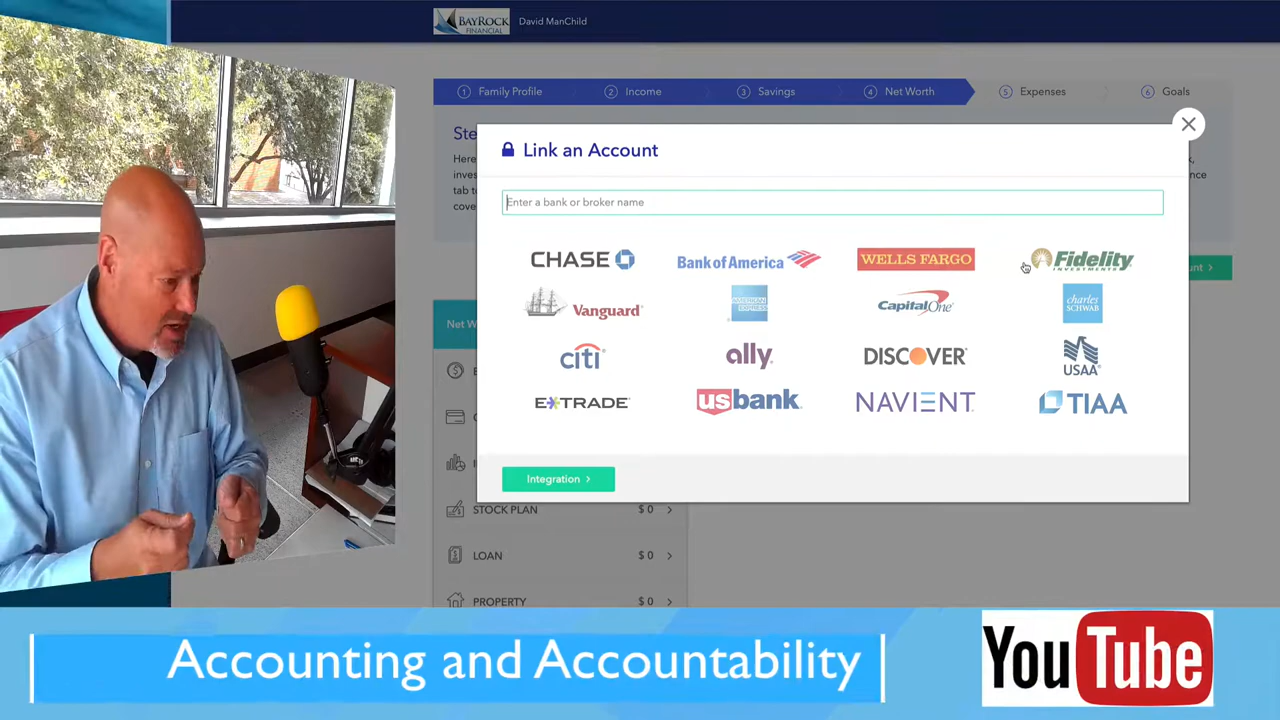 BAYROCK
FINANCIAL
David ManChild
1 Family Profile
2 Income
3 Savings
4 Net Worth
5 Expenses
6 Goals
Link an Account
Enter a bank or broker name
CHASE
Bank of America
WELLS FARGO
Fidelity
INVESTMENTS
Vanguard
AMERICAN
EXPRESS
Capital One
charles
SCHWAB
citi
ally
DISCOVER
USAA
E*TRADE
usbank
NAVIENT
TIAA
Integration >
STOCK PLAN $ 0 >
LOAN $ 0 >
PROPERTY $ 0 >
Accounting and Accountability
YouTube